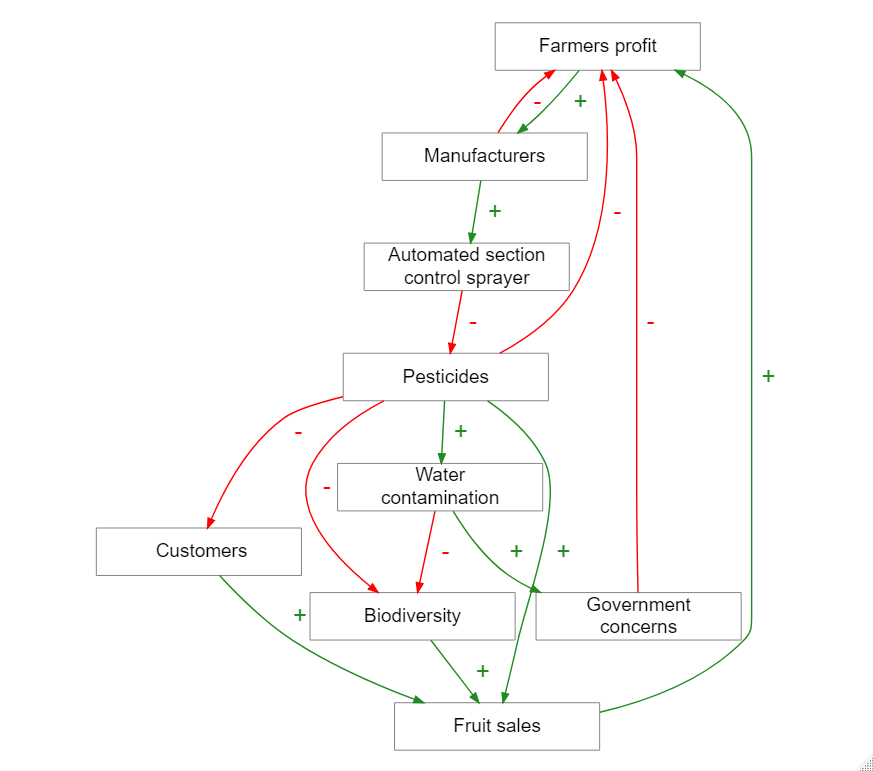 Farmers profit
-
+
Manufacturers
+
-
Automated section
control sprayer
-
-
+
Pesticides
-
+
Water
contamination
-
Customers
-
+
+
+
Biodiversity
Government
concerns
+
Fruit sales